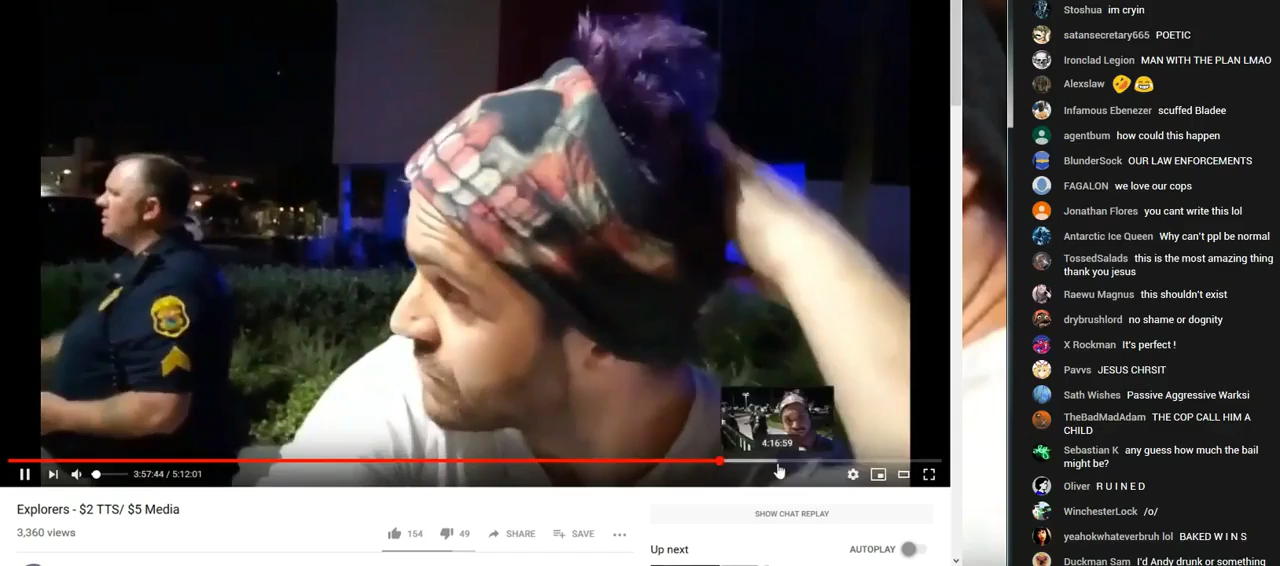 Stoshua im cryin
satansecretary665 POETIC
Ironclad Legion MAN WITH THE PLAN LMAO
Alexslaw 🤣 😂
Infamous Ebenezer scuffed Bladee
agentbum how could this happen
BlunderSock OUR LAW ENFORCEMENTS
FAGALON we love our cops
Jonathan Flores you cant write this lol
Antarctic Ice Queen Why can't ppl be normal
TossedSalads this is the most amazing thing
thank you jesus
Raewu Magnus this shouldn't exist
drybrushlord no shame or dognity
X Rockman It's perfect !
Pavvs JESUS CHRSIT
Sath Wishes Passive Aggressive Warksi
TheBadMadAdam THE COP CALL HIM A
CHILD
Sebastian K any guess how much the bail
might be?
Oliver R U I N E D
WinchesterLock /o/
yeahokwhateverbruh lol BAKED W I N S
Duckman Sam I'd Andy drunk or something
4:16:59
3:57:44 / 5:12:01
Explorers - $2 TTS/ $5 Media
3,360 views
154 49 SHARE SAVE
SHOW CHAT REPLAY
Up next AUTOPLAY